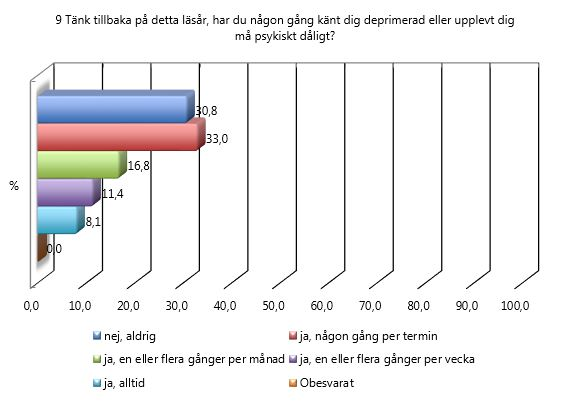 9 Tänk tillbaka på detta läsår, har du någon gång känt dig deprimerad eller upplevt dig
må psykiskt dåligt?
30,8
33,0
16,8
%
11,4
8,1
0,0
0,0 10,0 20,0 30,0 40,0 50,0 60,0 70,0 80,0 90,0 100,0
nej, aldrig ja, någon gång per termin
ja, en eller flera gånger per månad ja, en eller flera gånger per vecka
ja, alltid Obesvarat